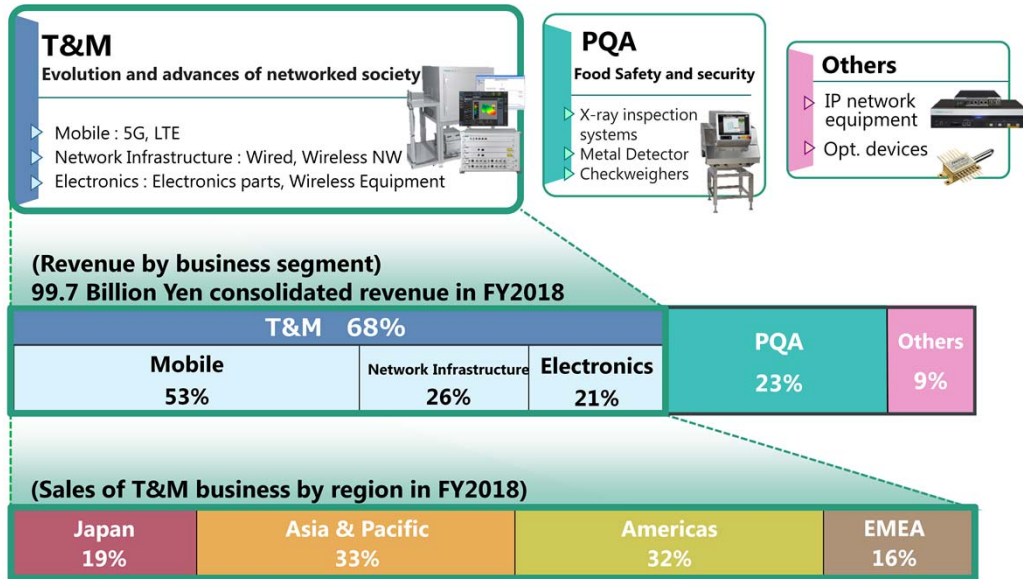 T&M
Evolution and advances of networked society
Mobile : 5G, LTE
Network Infrastructure : Wired, Wireless NW
Electronics : Electronics parts, Wireless Equipment
PQA
Food Safety and security
X-ray inspection
systems
Metal Detector
Checkweighers
Others
IP network
equipment
Opt. devices
(Revenue by business segment)
99.7 Billion Yen consolidated revenue in FY2018
T&M 68%
Mobile
53%
Network Infrastructure
26%
Electronics
21%
PQA
23%
Others
9%
(Sales of T&M business by region in FY2018)
Japan
19%
Asia & Pacific
33%
Americas
32%
EMEA
16%